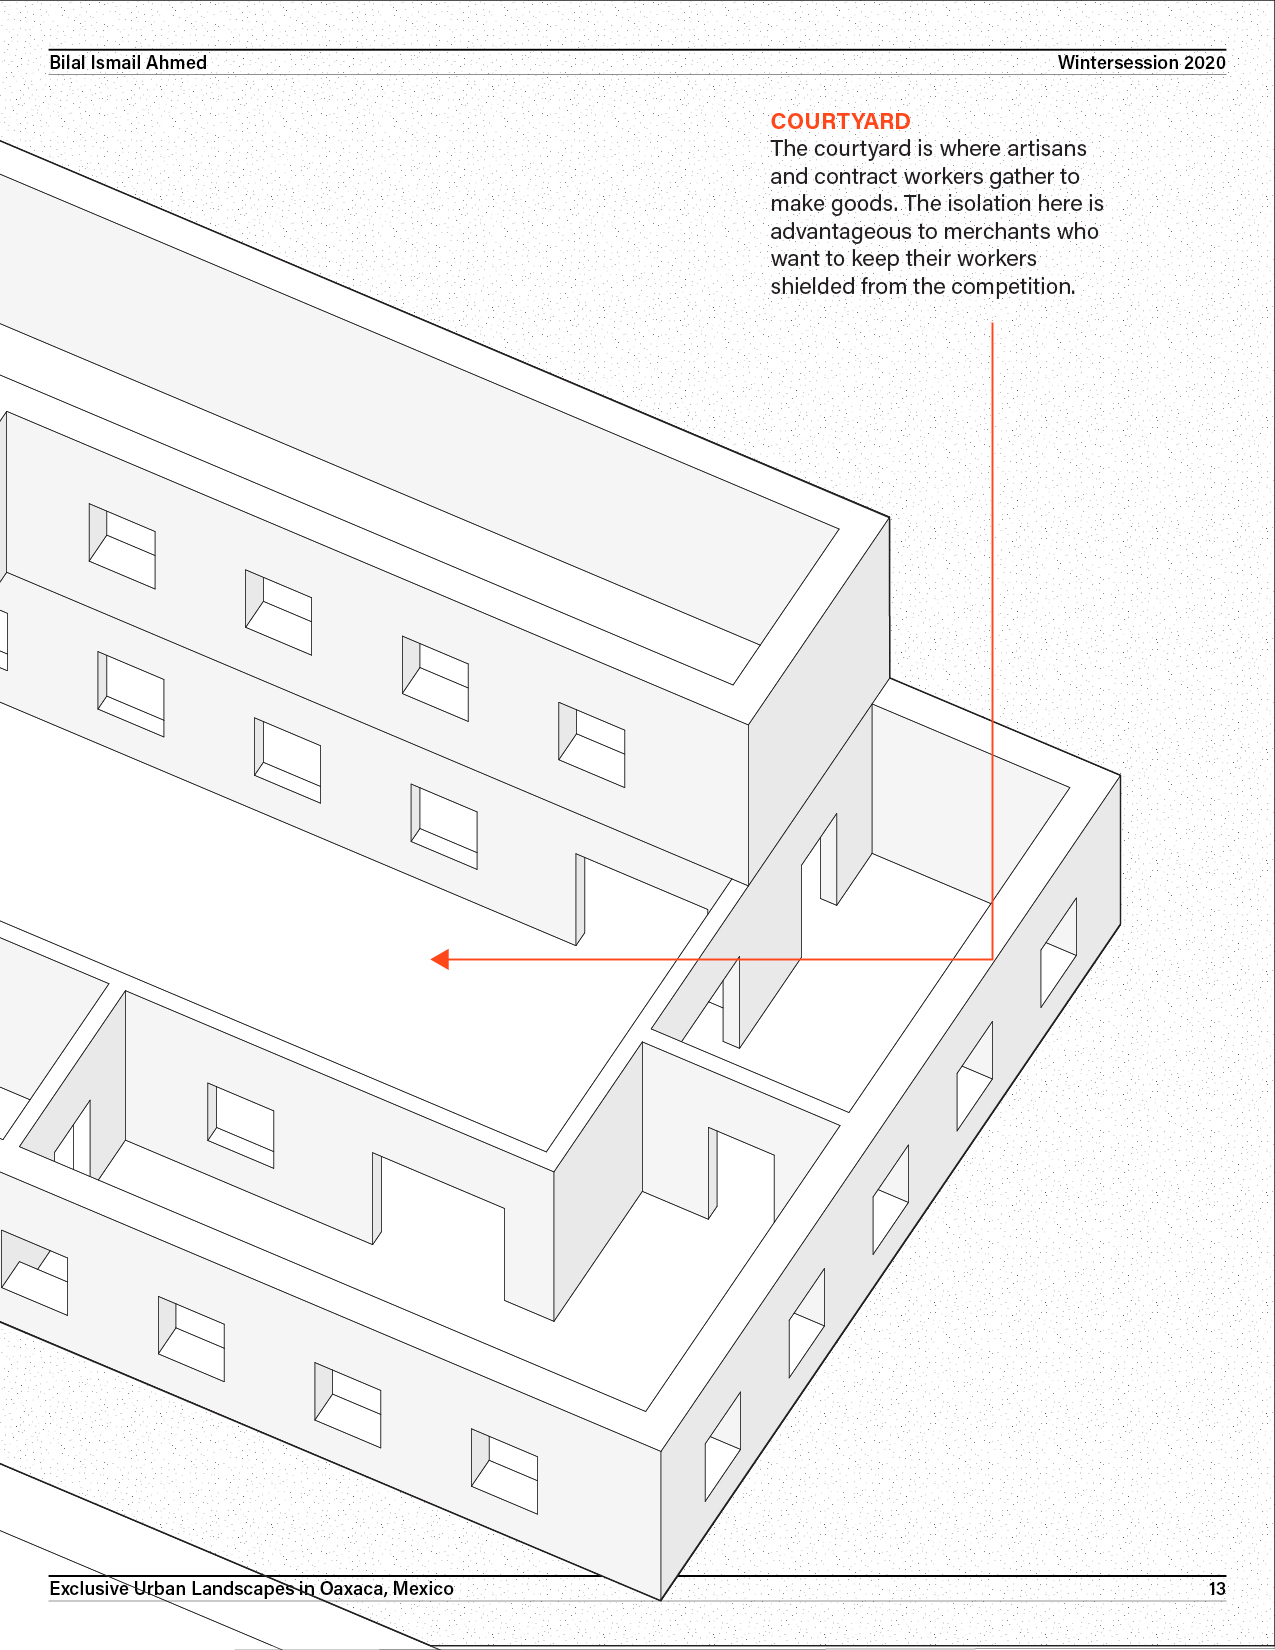 Bilal Ismail Ahmed
Wintersession 2020
COURTYARD
The courtyard is where artisans
and contract workers gather to
make goods. The isolation here is
advantageous to merchants who
want to keep their workers
shielded from the competition.
Exclusive Urban Landscapes in Oaxaca, Mexico
13